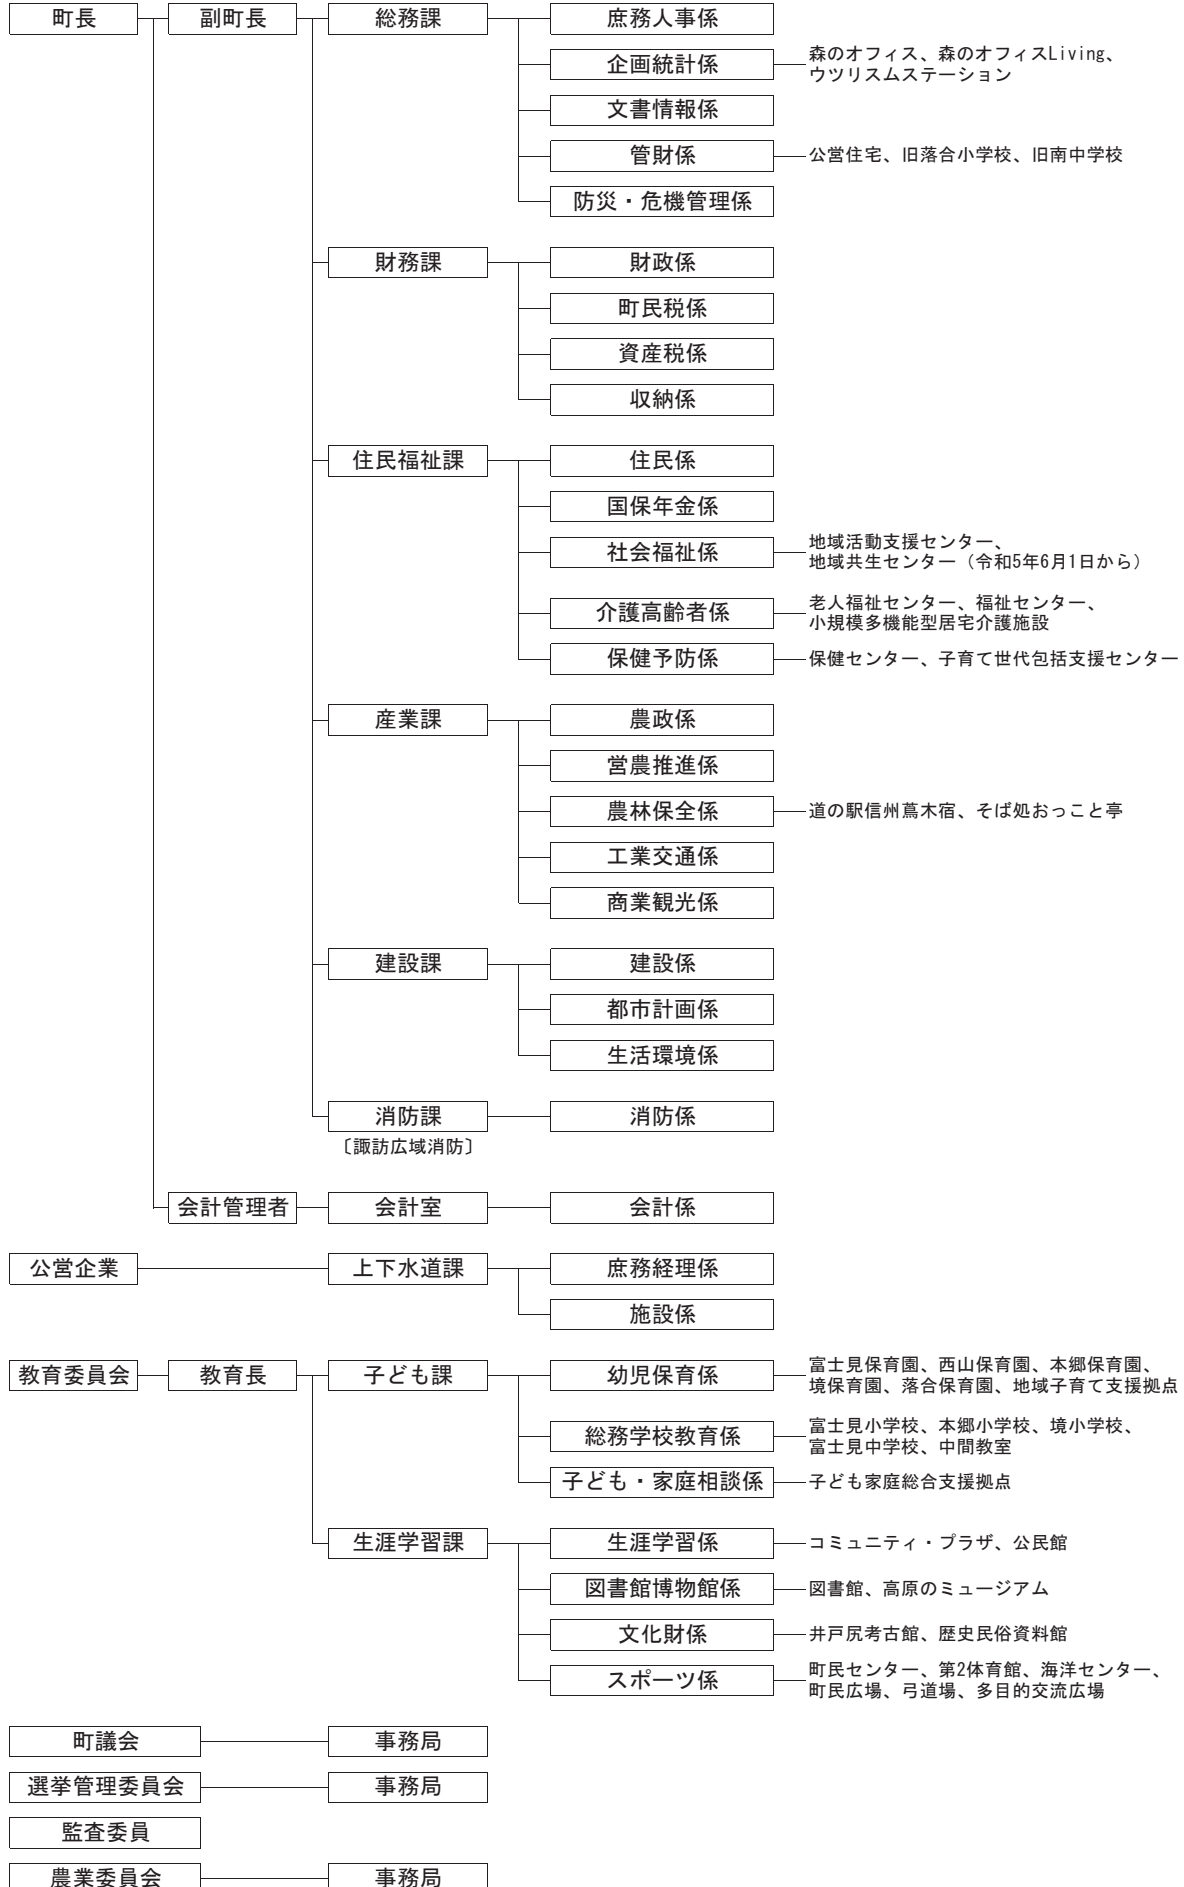 町長
副町長
総務課
庶務人事係
企画統計係
森のオフィス、森のオフィスLiving、
ウツリスムステーション
文書情報係
管財係
公営住宅、旧落合小学校、旧南中学校
防災・危機管理係
財務課
財政係
町民税係
資産税係
収納係
住民福祉課
住民係
国保年金係
社会福祉係
地域活動支援センター、
地域共生センター（令和5年6月1日から）
介護高齢者係
老人福祉センター、福祉センター、
小規模多機能型居宅介護施設
保健予防係
保健センター、子育て世代包括支援センター
産業課
農政係
営農推進係
農林保全係
道の駅信州蔦木宿、そば処おっこと亭
工業交通係
商業観光係
建設課
建設係
都市計画係
生活環境係
消防課
消防係
〔諏訪広域消防〕
会計管理者
会計室
会計係
公営企業
上下水道課
庶務経理係
施設係
教育委員会
教育長
子ども課
幼児保育係
富士見保育園、西山保育園、本郷保育園、
境保育園、落合保育園、地域子育て支援拠点
総務学校教育係
富士見小学校、本郷小学校、境小学校、
富士見中学校、中間教室
子ども・家庭相談係
子ども家庭総合支援拠点
生涯学習課
生涯学習係
コミュニティ・プラザ、公民館
図書館博物館係
図書館、高原のミュージアム
文化財係
井戸尻考古館、歴史民俗資料館
スポーツ係
町民センター、第2体育館、海洋センター、
町民広場、弓道場、多目的交流広場
町議会
事務局
選挙管理委員会
事務局
監査委員
農業委員会
事務局